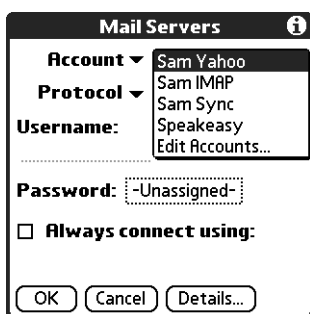 Mail Servers i
Account Sam Yahoo
Sam IMAP
Protocol
Sam Sync
Username: Speakeasy
Edit Accounts...
Password: -Unassigned-
Always connect using:
OK Cancel Details...